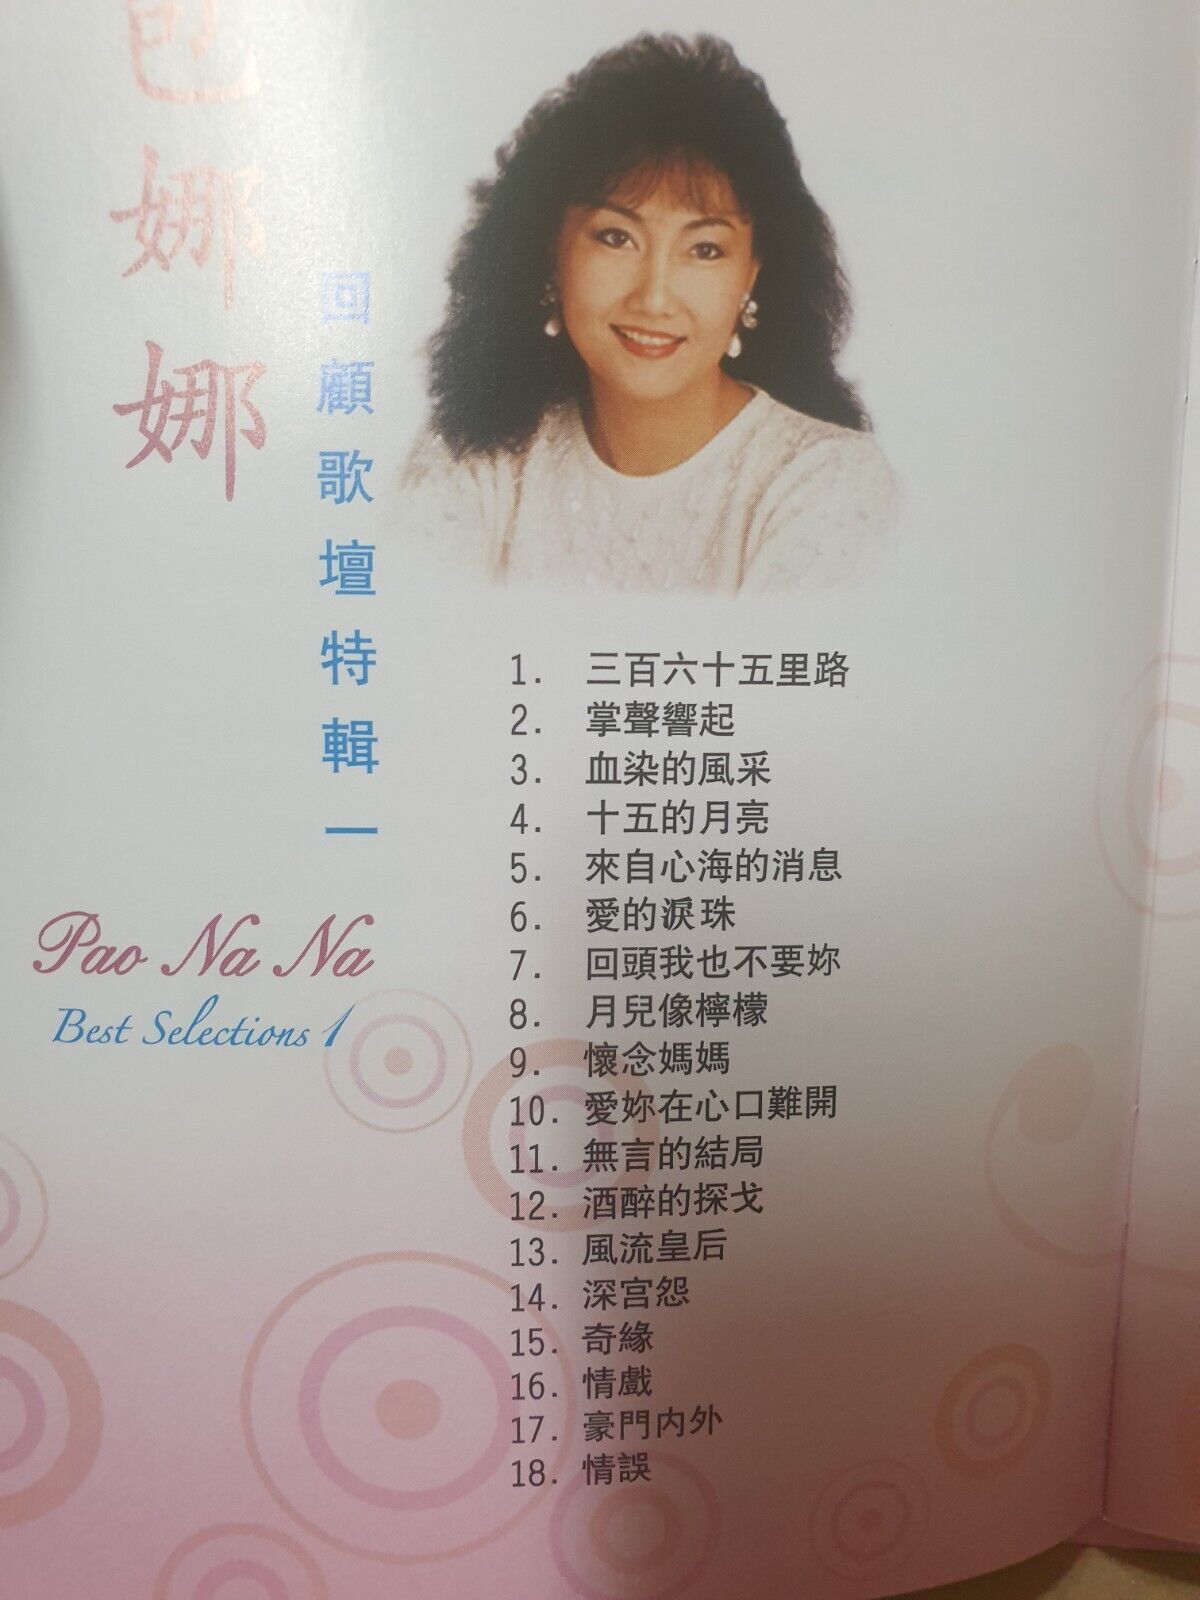 包娜娜
回顧歌壇特輯一
Pao Na Na
Best Selections 1
1. 三百六十五里路
2. 掌聲響起
3. 血染的風采
4. 十五的月亮
5. 來自心海的消息
6. 愛的淚珠
7. 回頭我也不要妳
8. 月兒像檸檬
9. 懷念媽媽
10. 愛妳在心口難開
11. 無言的結局
12. 酒醉的探戈
13. 風流皇后
14. 深宮怨
15. 奇緣
16. 情戲
17. 豪門內外
18. 情誤